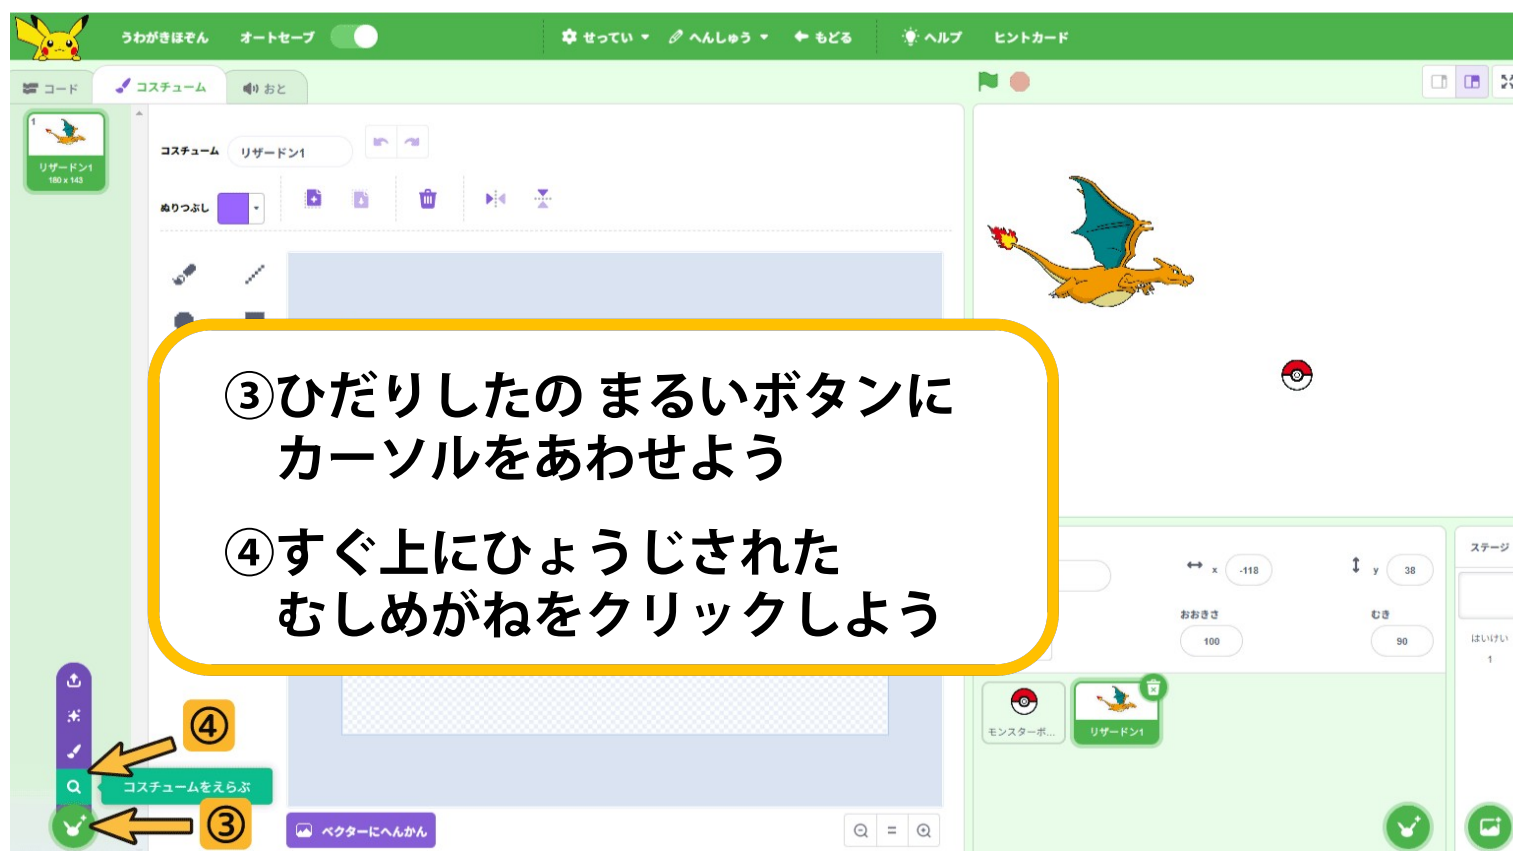 うわがきほぞん オートセーブ せってい へんしゅう もどる ヘルプ ヒントカード
コード コスチューム おと
1
リザードン1
180 x 143
コスチューム リザードン1
ぬりつぶし
③ひだりしたの まるいボタンに
カーソルをあわせよう
④すぐ上にひょうじされた
むしめがねをクリックしよう
x -118 y 38
おおきさ むき
100 90
ステージ
はいけい
1
モンスターボ... リザードン1
④
コスチュームをえらぶ
③
ベクターにへんかん